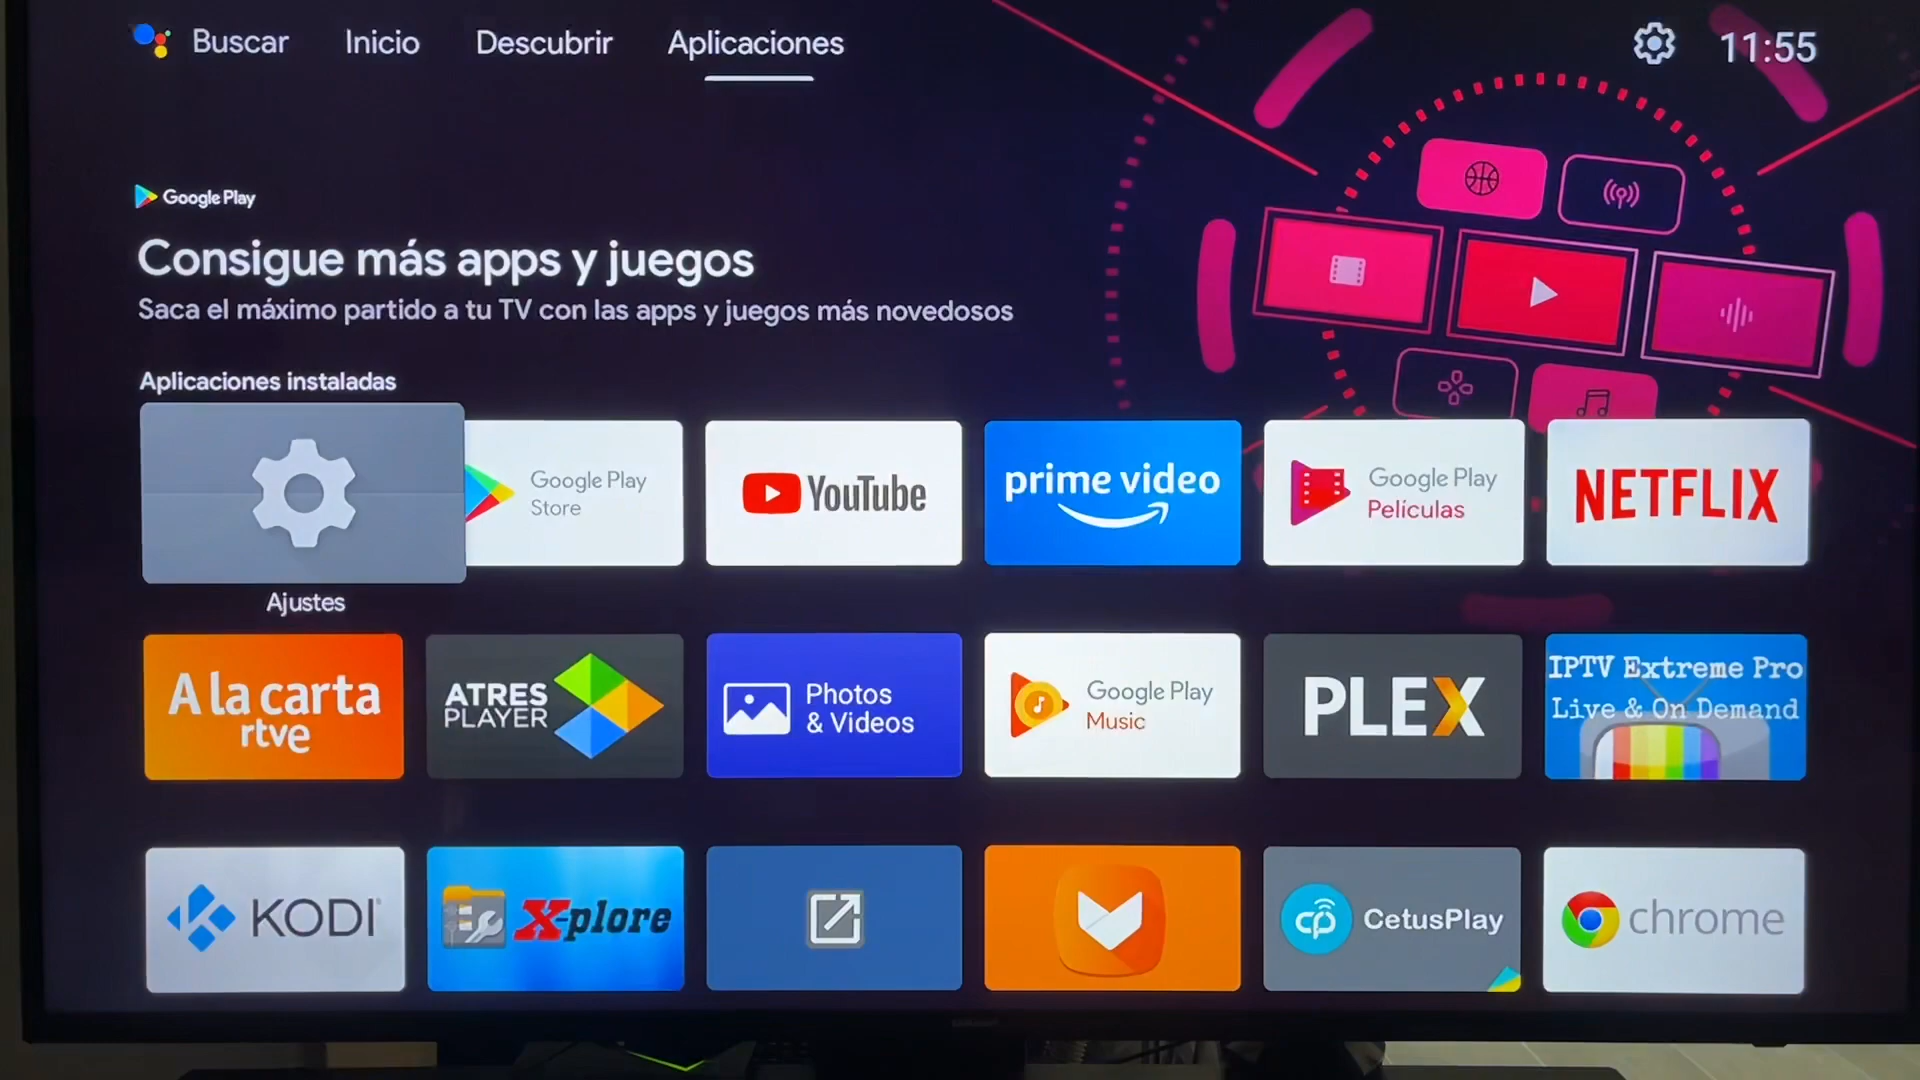 Buscar Inicio Descubrir Aplicaciones 11:55
Google Play
Consigue más apps y juegos
Saca el máximo partido a tu TV con las apps y juegos más novedosos
Aplicaciones instaladas
Google Play
Store
YouTube
prime video
Google Play
Películas
NETFLIX
Ajustes
A la carta
rtve
ATRES
PLAYER
Photos
& Videos
Google Play
Music
PLEX
IPTV Extreme Pro
Live & On Demand
KODI
X-plore
CetusPlay
chrome